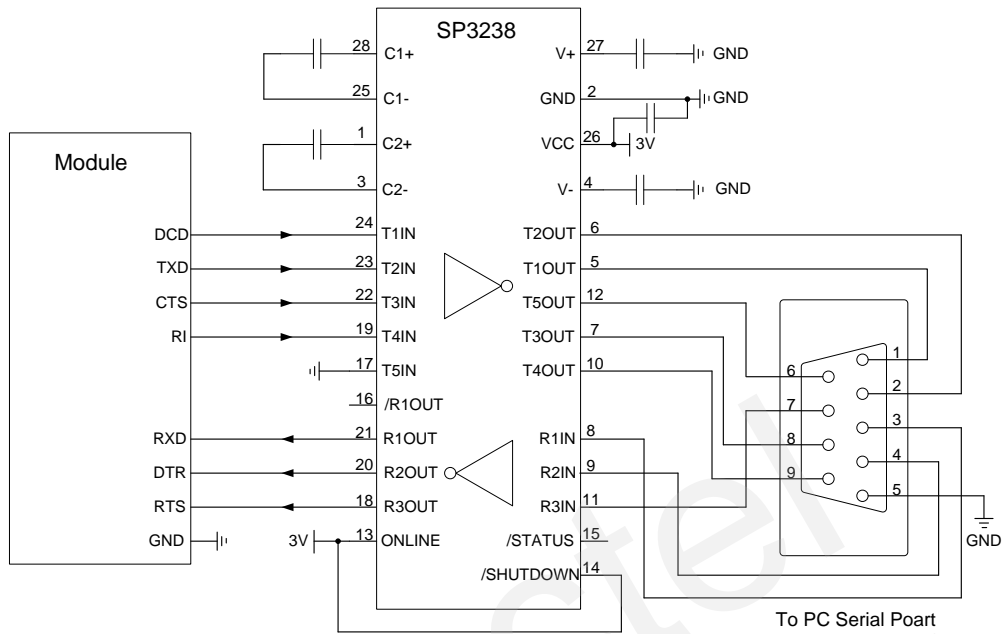 SP3238
28 C1+ V+ 27 GND
25 C1- GND 2 GND
1 C2+ VCC 26 3V
3 C2- V- 4 GND
Module
DCD 24 T1IN T2OUT 6
TXD 23 T2IN T1OUT 5
CTS 22 T3IN T5OUT 12
RI 19 T4IN T3OUT 7
17 T5IN T4OUT 10
16 /R1OUT
RXD 21 R1OUT R1IN 8
DTR 20 R2OUT R2IN 9
RTS 18 R3OUT R3IN 11
GND 3V 13 ONLINE /STATUS 15
/SHUTDOWN 14
1
6
2
7
3
8
4
9
5
GND
To PC Serial Poart
ctel